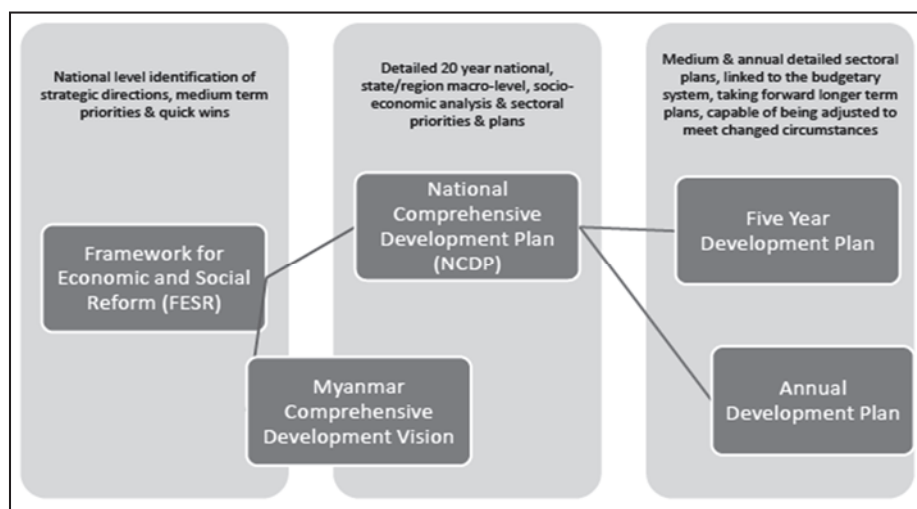 National level identification of
strategic directions, medium term
priorities & quick wins
Framework for
Economic and Social
Reform (FESR)
Detailed 20 year national,
state/region macro-level, socio-
economic analysis & sectoral
priorities & plans
National
Comprehensive
Development Plan
(NCDP)
Myanmar
Comprehensive
Development Vision
Medium & annual detailed sectoral
plans, linked to the budgetary
system, taking forward longer term
plans, capable of being adjusted to
meet changed circumstances
Five Year
Development Plan
Annual
Development Plan